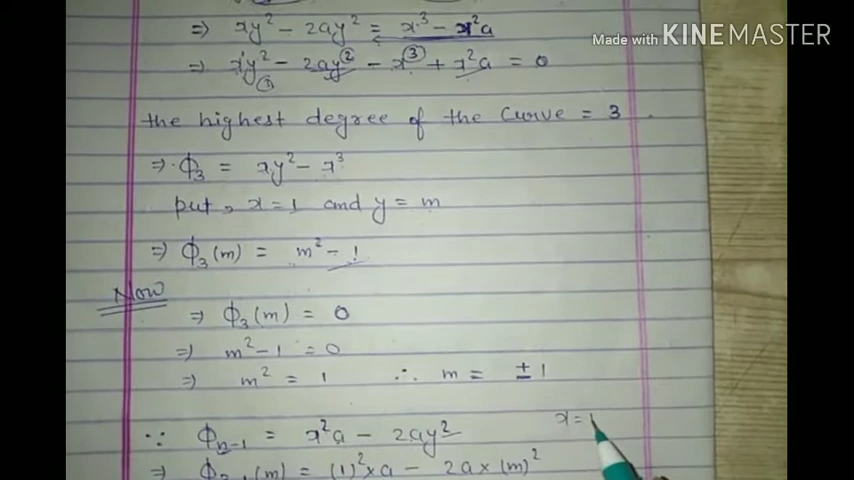 ⇒ xy² - 2ay² = x³ - x²a
Made with KINEMASTER
⇒ xy² - 2ay² - x³ + x²a = 0
the highest degree of the curve = 3.
⇒ ϕ₃ = xy² - x³
put, x = 1 and y = m
⇒ ϕ₃(m) = m² - 1
Now
⇒ ϕ₃(m) = 0
⇒ m² - 1 = 0
⇒ m² = 1 ∴ m = ± 1
x = 1
∵ ϕₙ₋₁ = x²a - 2ay²
⇒ ϕ₃₋₁(m) = (1)² × a - 2a × (m)²